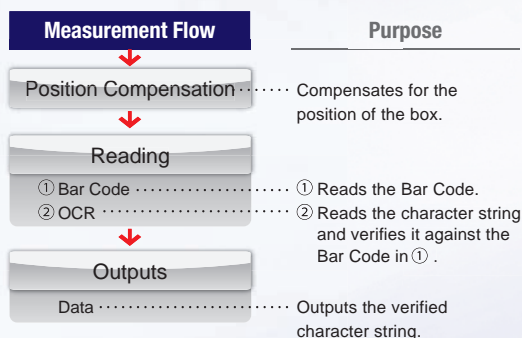 Measurement Flow
Purpose
Position Compensation
Compensates for the
position of the box.
Reading
① Bar Code
① Reads the Bar Code.
② OCR
② Reads the character string
and verifies it against the
Bar Code in ① .
Outputs
Data
Outputs the verified
character string.